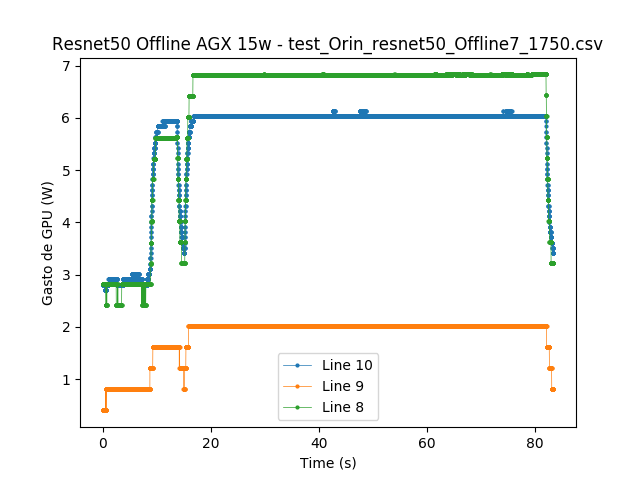 Resnet50 Offline AGX 15w - test_Orin_resnet50_Offline7_1750.csv
7
6
5
4
3
2
1
Gasto de GPU (W)
Line 10
Line 9
Line 8
0
20
40
60
80
Time (s)